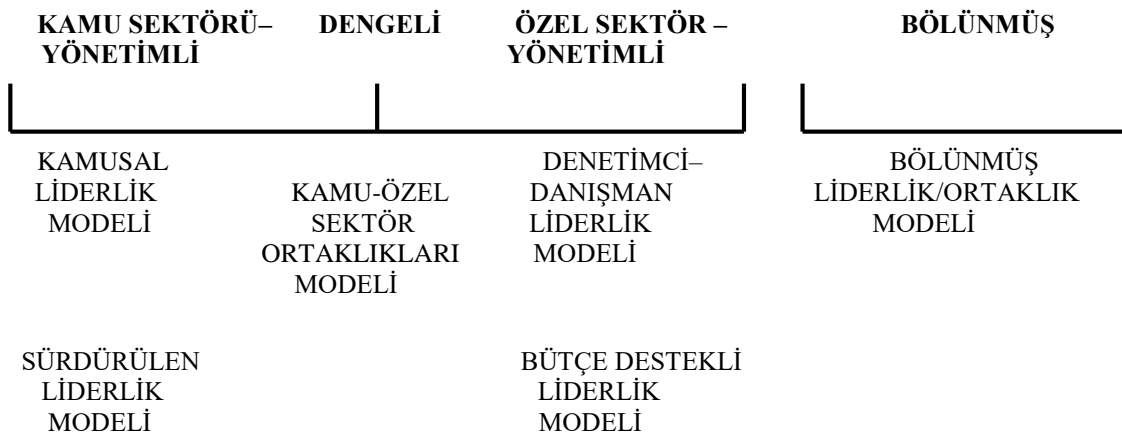 KAMU SEKTÖRÜ– DENGELİ ÖZEL SEKTÖR – BÖLÜNMÜŞ
YÖNETİMLİ YÖNETİMLİ
KAMUSAL
LİDERLİK
MODELİ
KAMU-ÖZEL
SEKTÖR
ORTAKLIKLARI
MODELİ
DENETİMCİ–
DANIŞMAN
LİDERLİK
MODELİ
BÖLÜNMÜŞ
LİDERLİK/ORTAKLIK
MODELİ
SÜRDÜRÜLEN
LİDERLİK
MODELİ
BÜTÇE DESTEKLİ
LİDERLİK
MODELİ